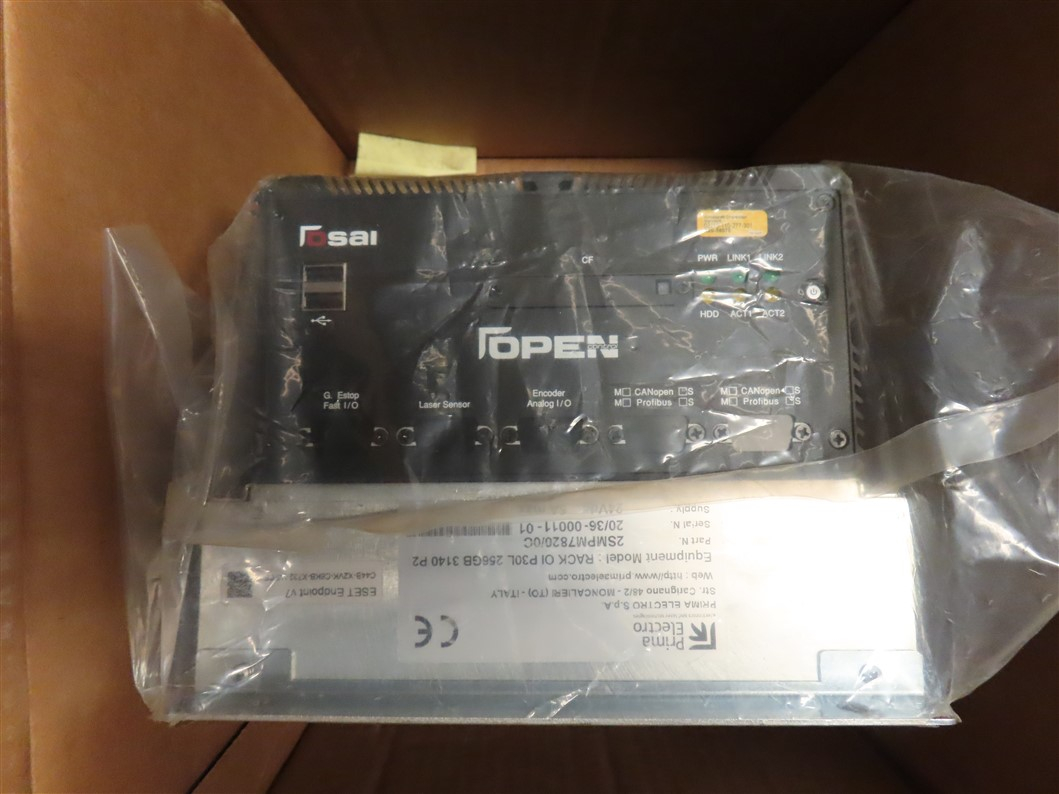 osai
CF
PWR LINK1 LINK2
HDD ACT1 ACT2
OPEN
control
G. Estop
Fast I/O
Laser Sensor
Encoder
Analog I/O
M CANopen S
M Profibus S
M CANopen S
M Profibus S
Prima
Electro
CE
PRIMA ELECTRO S.p.A.
Str. Carignano 48/2 - MONCALIERI (TO) - ITALY
Web : http//www.primaelectro.com
Equipment Model : RACK OI P30L 256GB 3140 P2
Part N. 2SMPM7820/0C
Serial N. 20/36-00011-01
Supply :
ESET Endpoint v7